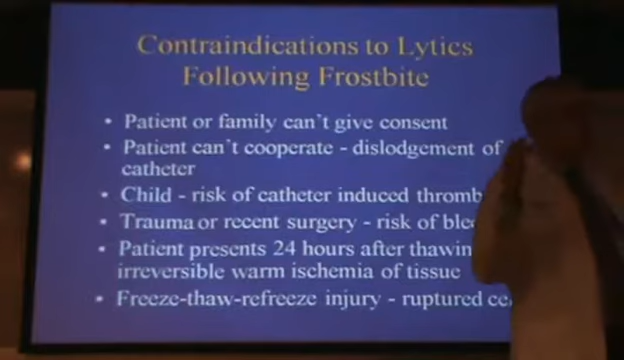 Contraindications to Lytics
Following Frostbite
• Patient or family can't give consent
• Patient can't cooperate - dislodgement of
catheter
• Child - risk of catheter induced
• Trauma or recent surgery - risk of
• Patient presents 24 hours after
irreversible warm ischemia of tissue
• Freeze-thaw-refreeze injury - ruptured